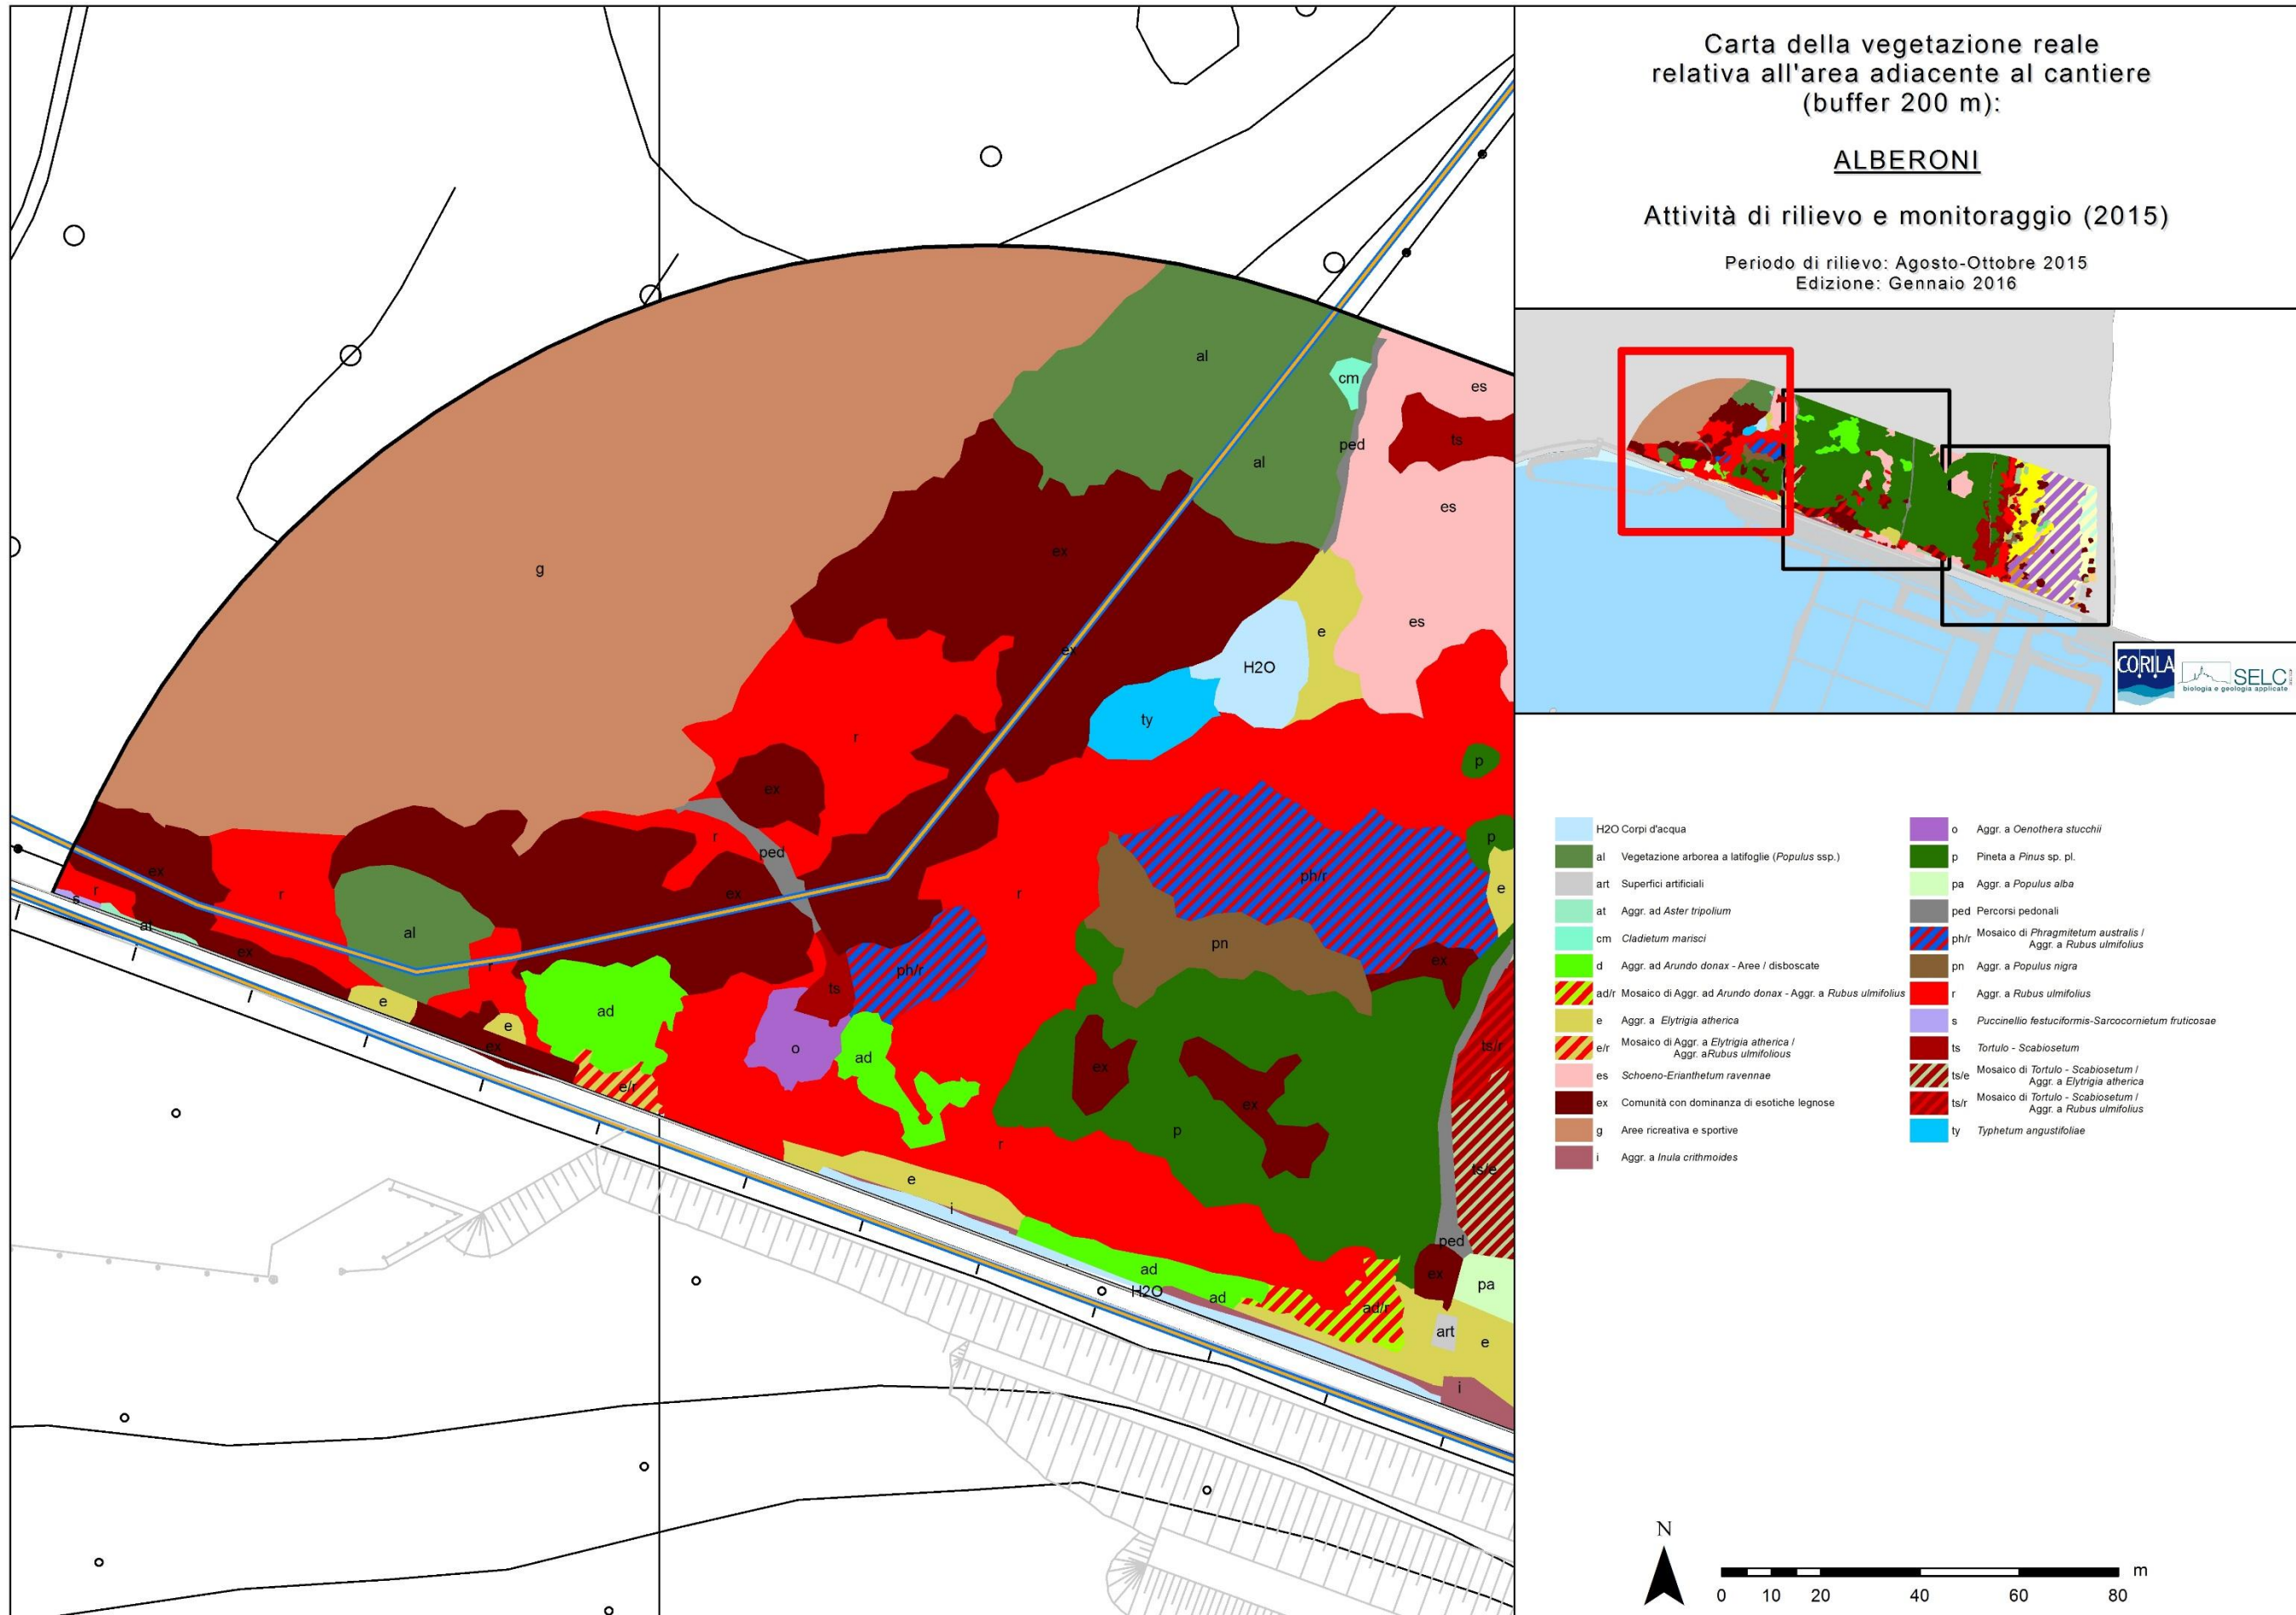 Carta della vegetazione reale
relativa all'area adiacente al cantiere
(buffer 200 m):
ALBERONI
Attività di rilievo e monitoraggio (2015)
Periodo di rilievo: Agosto-Ottobre 2015
Edizione: Gennaio 2016
CORILA
SELC
biologia e geologia applicate
al
cm
es
ped
ts
al
es
ex
g
es
e
ex
H2O
ty
r
p
ex
r
ped
p
ex
ph/r
e
r
ex
r
r
s
at
al
pn
ex
ex
r
ph/r
ts
e
ad
e
o
ad
ex
ts/r
ex
e/r
ex
p
r
ts/e
e
i
ped
ad
ex
pa
H2O
ad
ad/r
art
e
i
H2O Corpi d'acqua
al Vegetazione arborea a latifoglie (Populus ssp.)
art Superfici artificiali
at Aggr. ad Aster tripolium
cm Cladietum marisci
d Aggr. ad Arundo donax - Aree / disboscate
ad/r Mosaico di Aggr. ad Arundo donax - Aggr. a Rubus ulmifolius
e Aggr. a Elytrigia atherica
e/r Mosaico di Aggr. a Elytrigia atherica /
Aggr. aRubus ulmifolious
es Schoeno-Erianthetum ravennae
ex Comunità con dominanza di esotiche legnose
g Aree ricreativa e sportive
i Aggr. a Inula crithmoides
o Aggr. a Oenothera stucchii
p Pineta a Pinus sp. pl.
pa Aggr. a Populus alba
ped Percorsi pedonali
ph/r Mosaico di Phragmitetum australis /
Aggr. a Rubus ulmifolius
pn Aggr. a Populus nigra
r Aggr. a Rubus ulmifolius
s Puccinellio festuciformis-Sarcocornietum fruticosae
ts Tortulo - Scabiosetum
ts/e Mosaico di Tortulo - Scabiosetum /
Aggr. a Elytrigia atherica
ts/r Mosaico di Tortulo - Scabiosetum /
Aggr. a Rubus ulmifolius
ty Typhetum angustifoliae
N
m
0 10 20 40 60 80